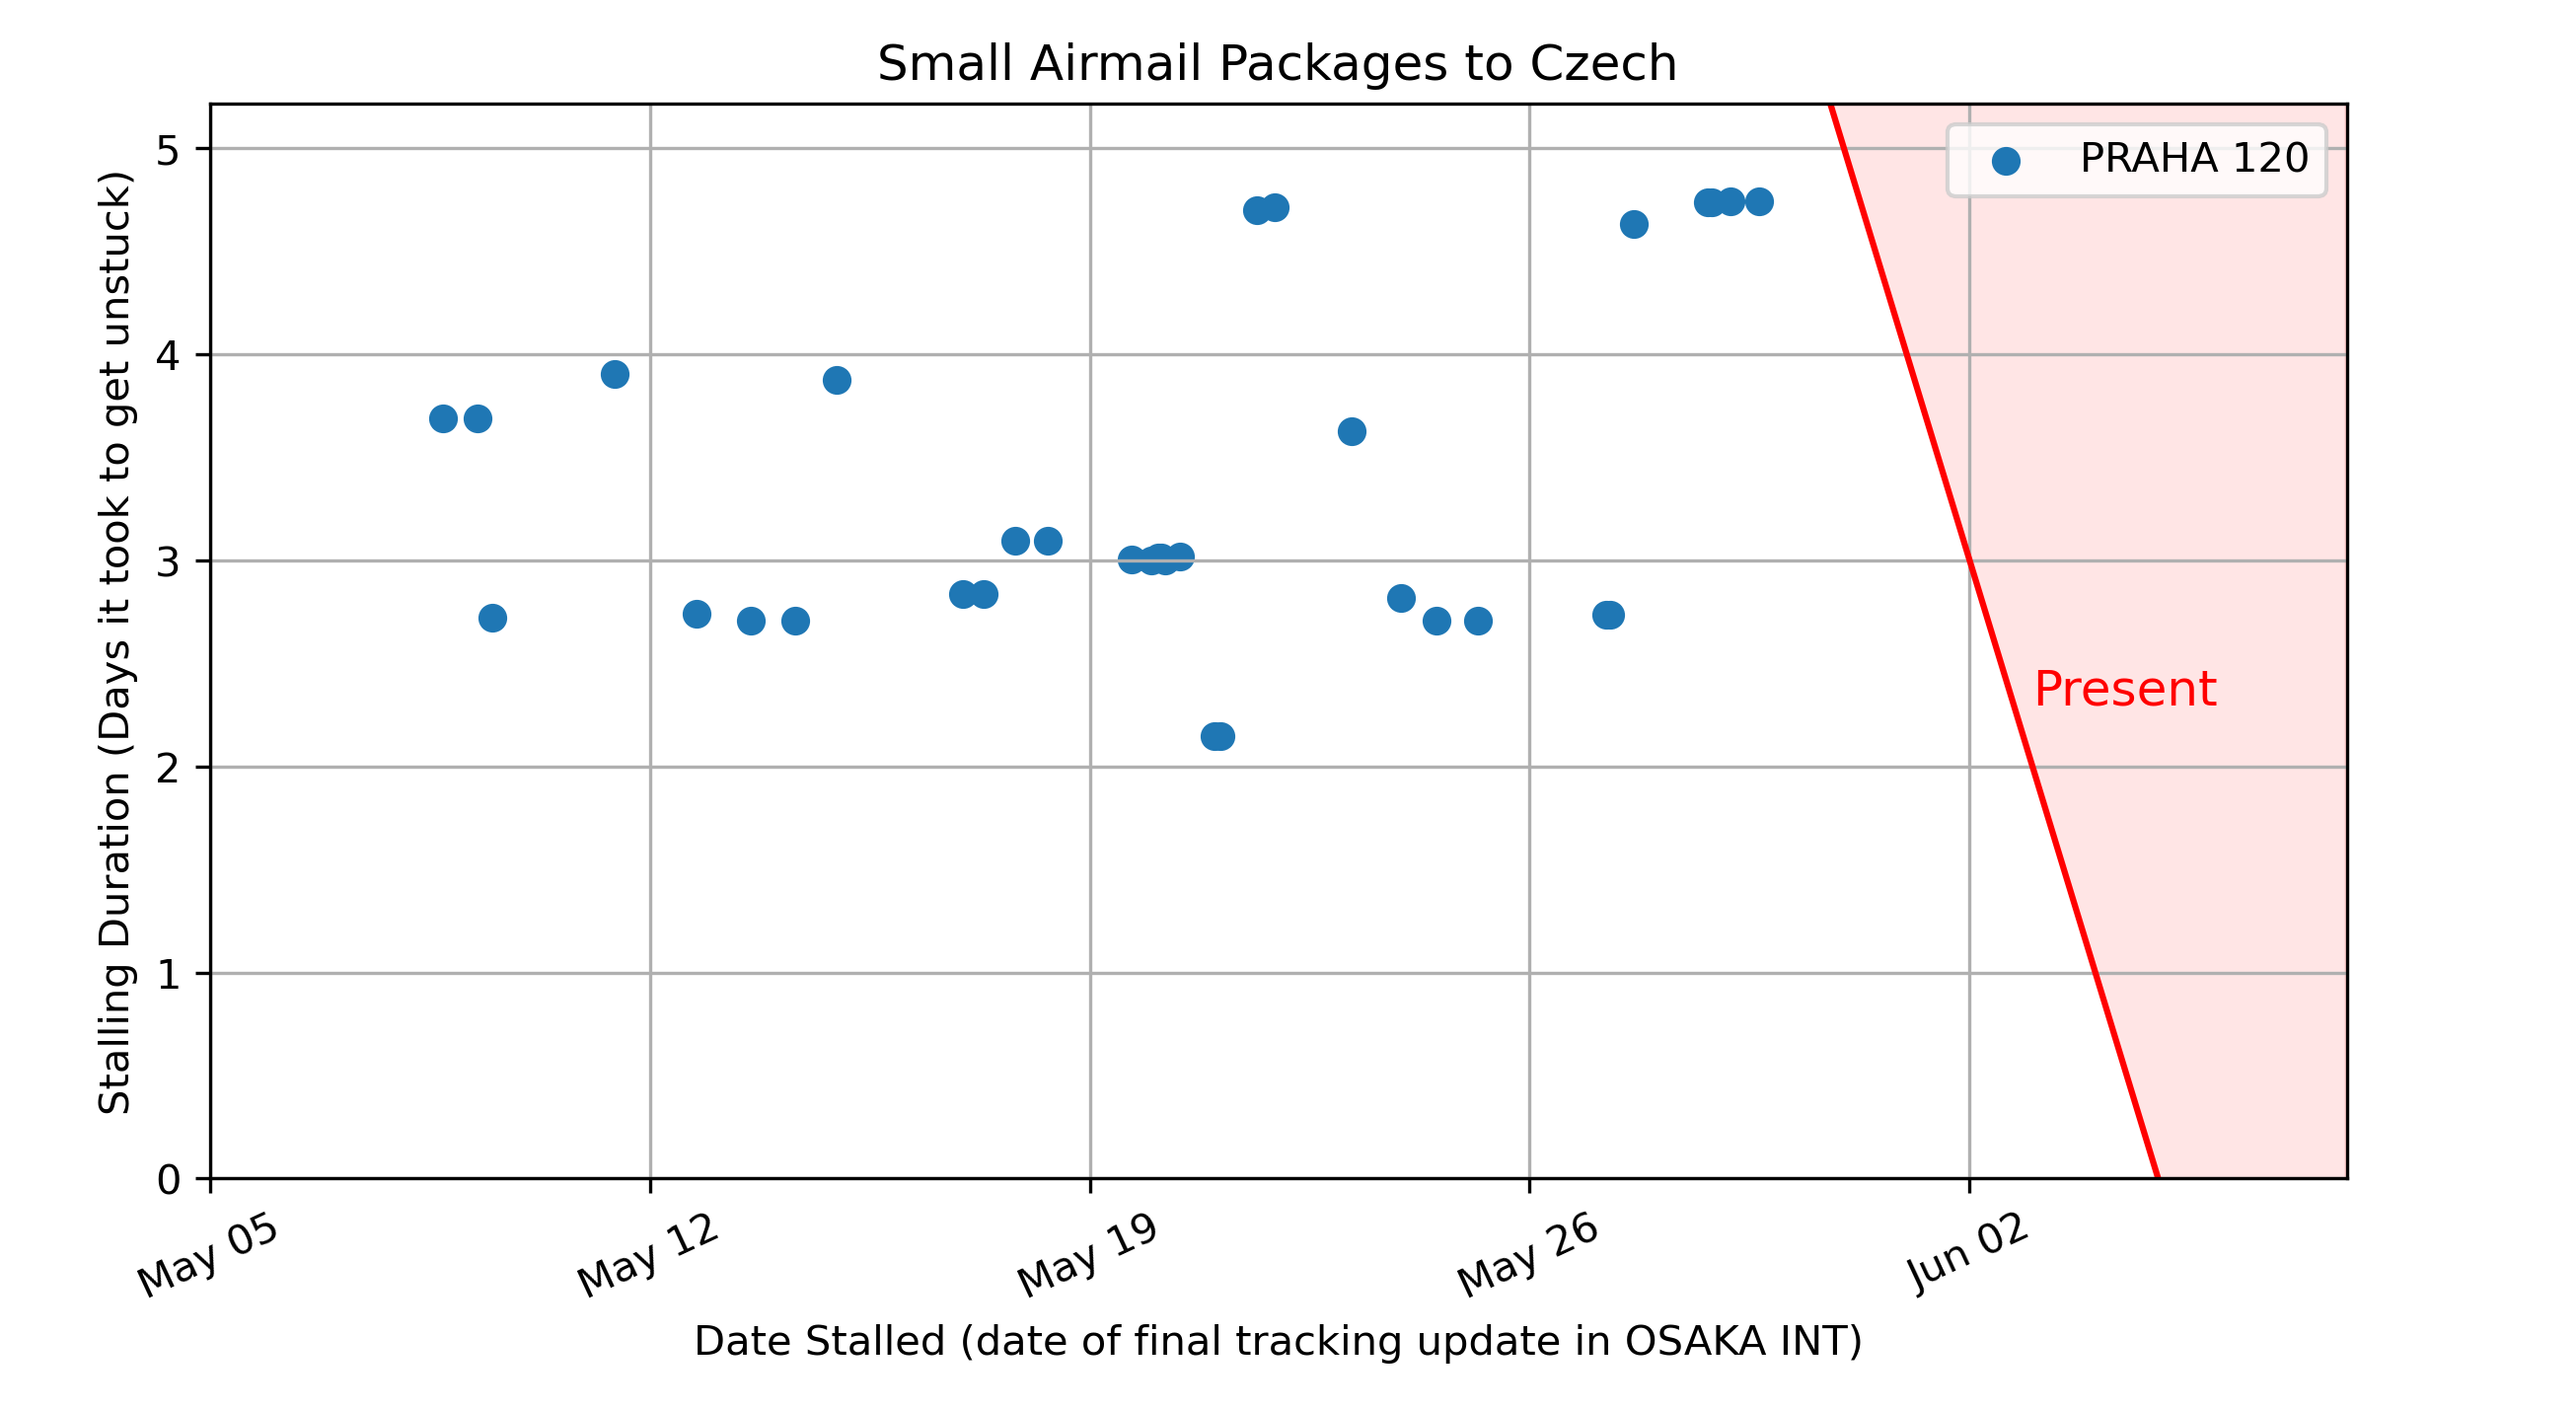 Small Airmail Packages to Czech
Stalling Duration (Days it took to get unstuck)
5
4
3
2
1
0
PRAHA 120
Present
May 05
May 12
May 19
May 26
Jun 02
Date Stalled (date of final tracking update in OSAKA INT)